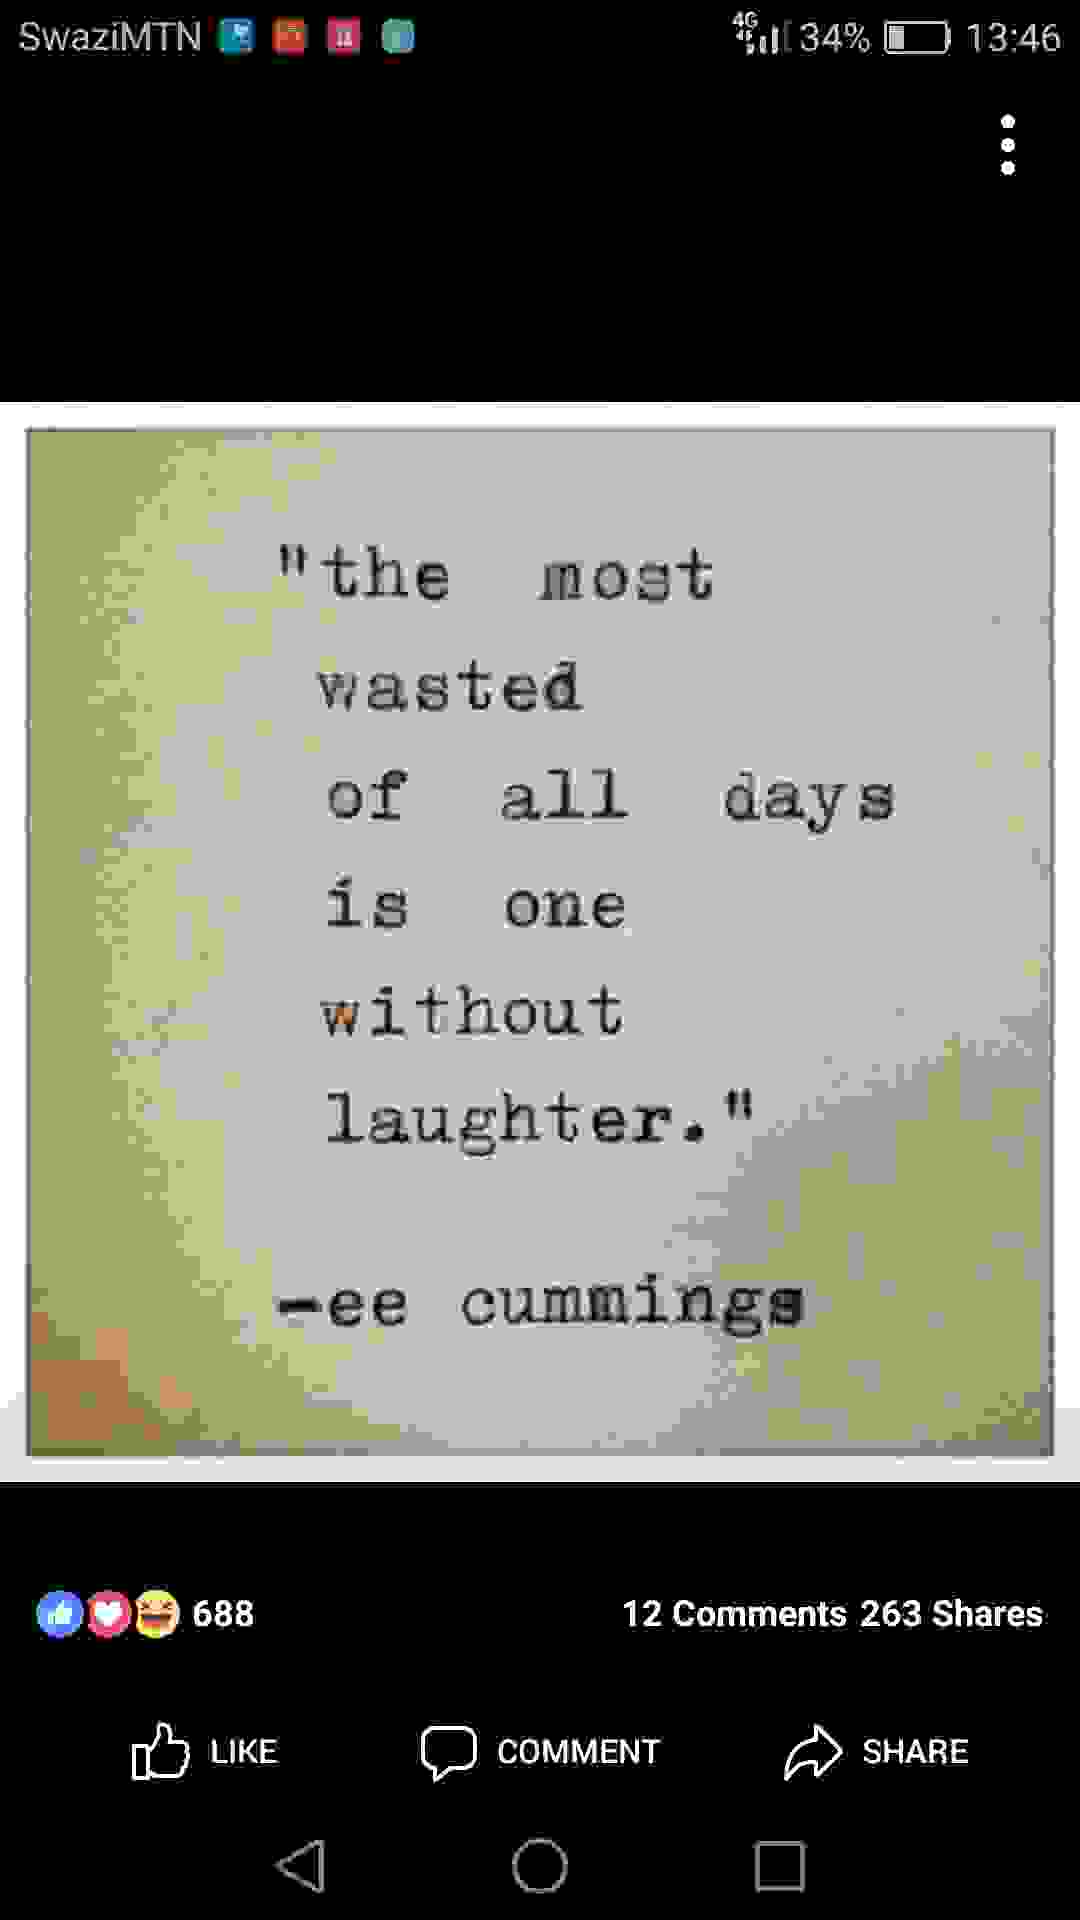 SwaziMTN 4G 34% 13:46
"the most
wasted
of all days
is one
without
laughter."
-ee cummings
688 12 Comments 263 Shares
LIKE COMMENT SHARE